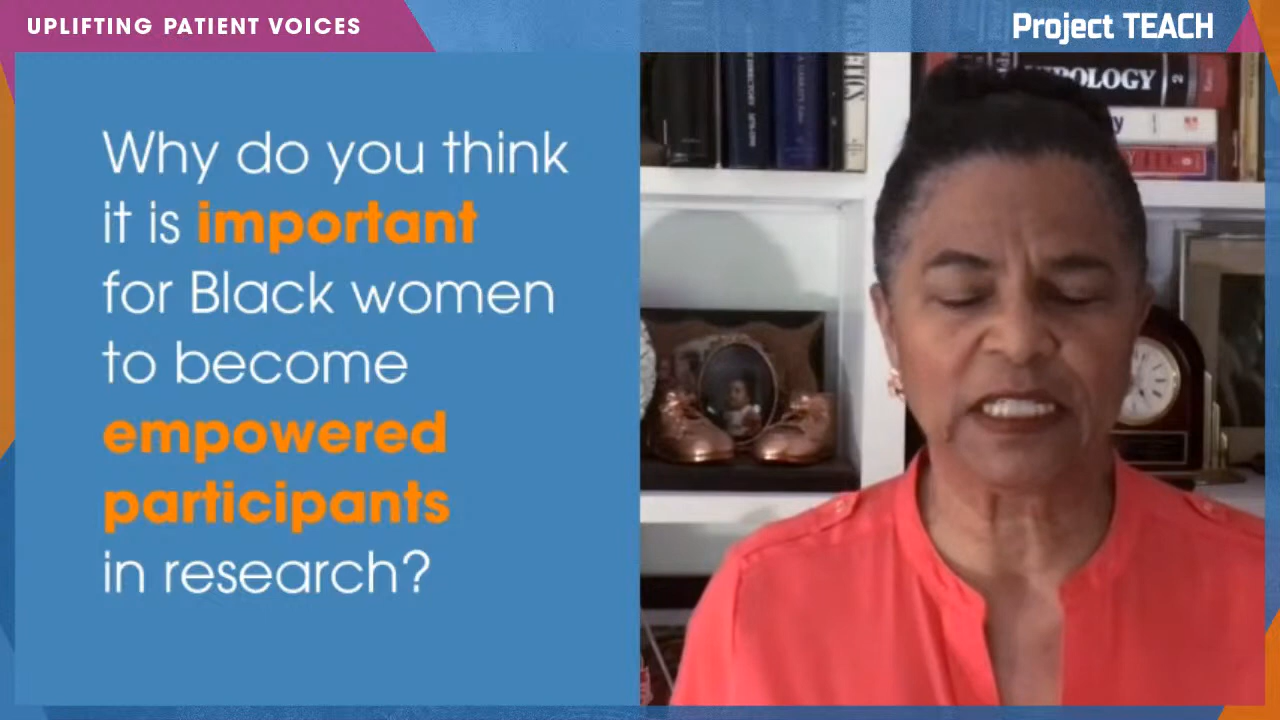 UPLIFTING PATIENT VOICES
Project TEACH
Why do you think
it is important
for Black women
to become
empowered
participants
in research?
OLOGY
2